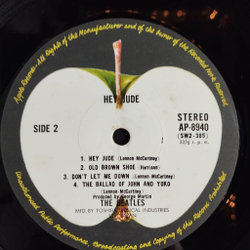 Apple Records · All Rights of the Manufacturer and of the Owner of the Recorded Work Reserved
HEY JUDE
SIDE 2
STEREO
AP-8940
(SW2-385)
33⅓ r. p. m.
1. HEY JUDE (Lennon-McCartney)
2. OLD BROWN SHOE (Harrison)
3. DON'T LET ME DOWN (Lennon-McCartney)
4. THE BALLAD OF JOHN AND YOKO
(Lennon-McCartney)
Produced by George Martin
THE BEATLES
MFD BY TOSHIBA MUSICAL INDUSTRIES
Unauthorised Public Performance, Broadcasting and Copying of this Record Prohibited